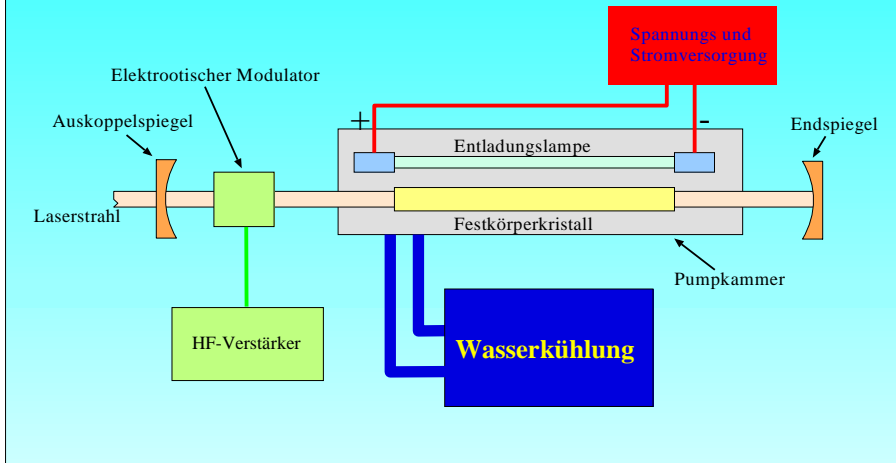 Spannungs und
Stromversorgung
Elektrootischer Modulator
Auskoppelspiegel
+
-
Endspiegel
Entladungslampe
Laserstrahl
Festkörperkristall
Pumpkammer
HF-Verstärker
Wasserkühlung